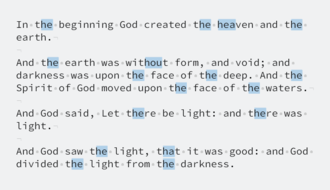 In the beginning God created the heaven and the
earth.
And the earth was without form, and void; and
darkness was upon the face of the deep. And the
Spirit of God moved upon the face of the waters.
And God said, Let there be light: and there was
light.
And God saw the light, that it was good: and God
divided the light from the darkness.